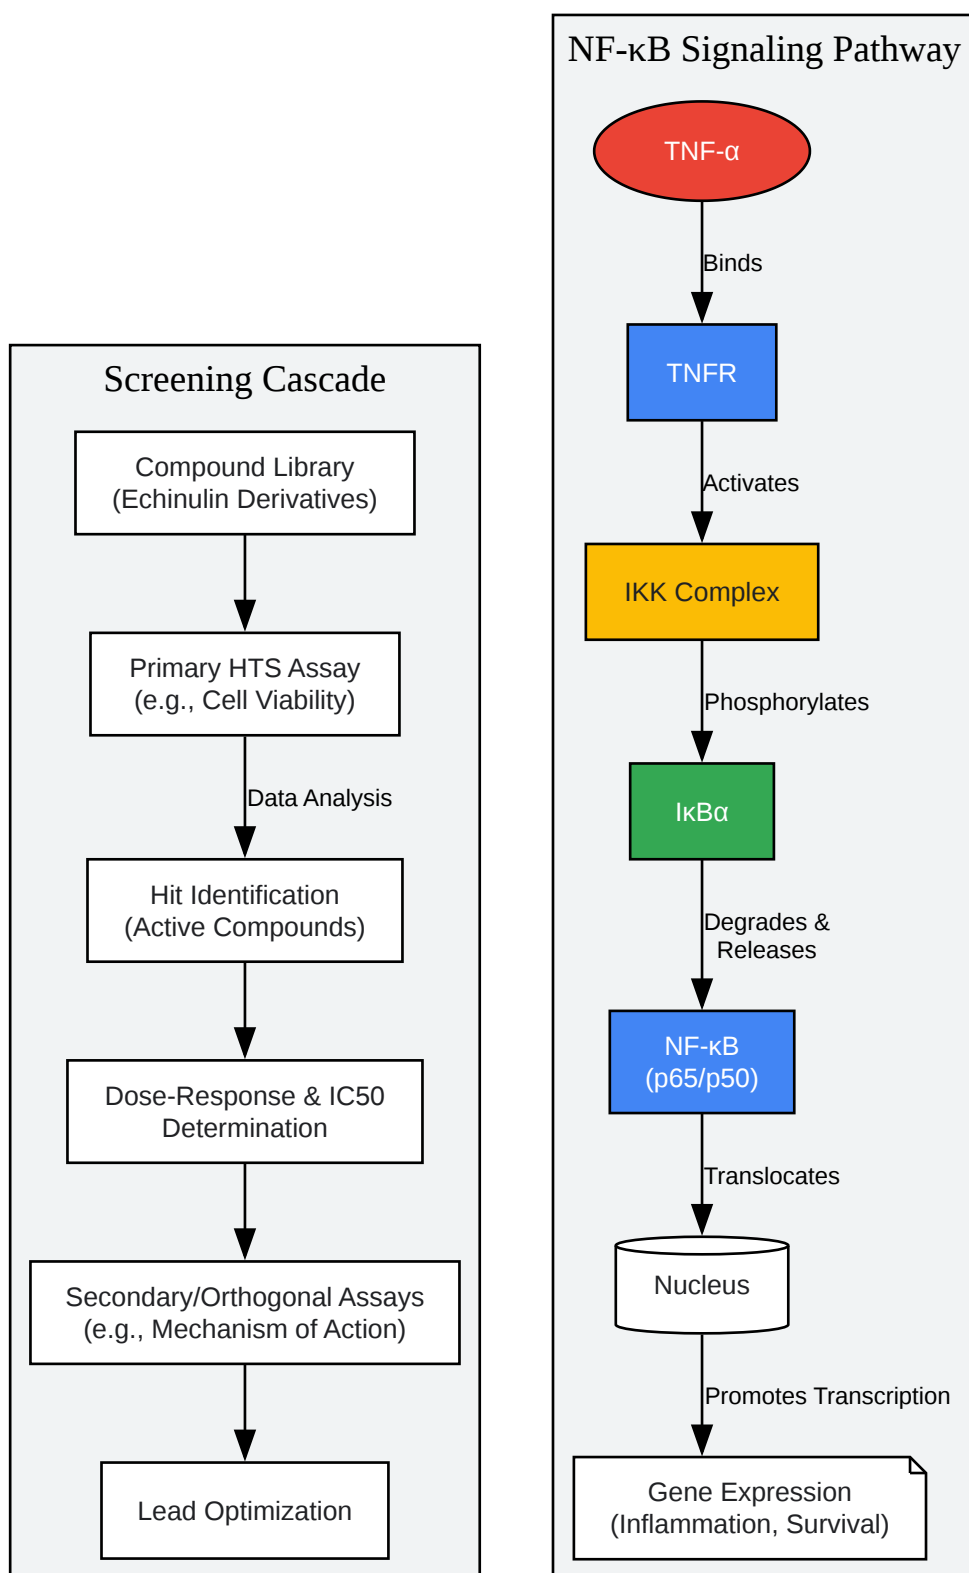 Screening Cascade
Compound Library
(Echinulin Derivatives)
Primary HTS Assay
(e.g., Cell Viability)
Data Analysis
Hit Identification
(Active Compounds)
Dose-Response & IC50
Determination
Secondary/Orthogonal Assays
(e.g., Mechanism of Action)
Lead Optimization
NF-κB Signaling Pathway
TNF-α
Binds
TNFR
Activates
IKK Complex
Phosphorylates
IκBα
Degrades &
Releases
NF-κB
(p65/p50)
Translocates
Nucleus
Promotes Transcription
Gene Expression
(Inflammation, Survival)